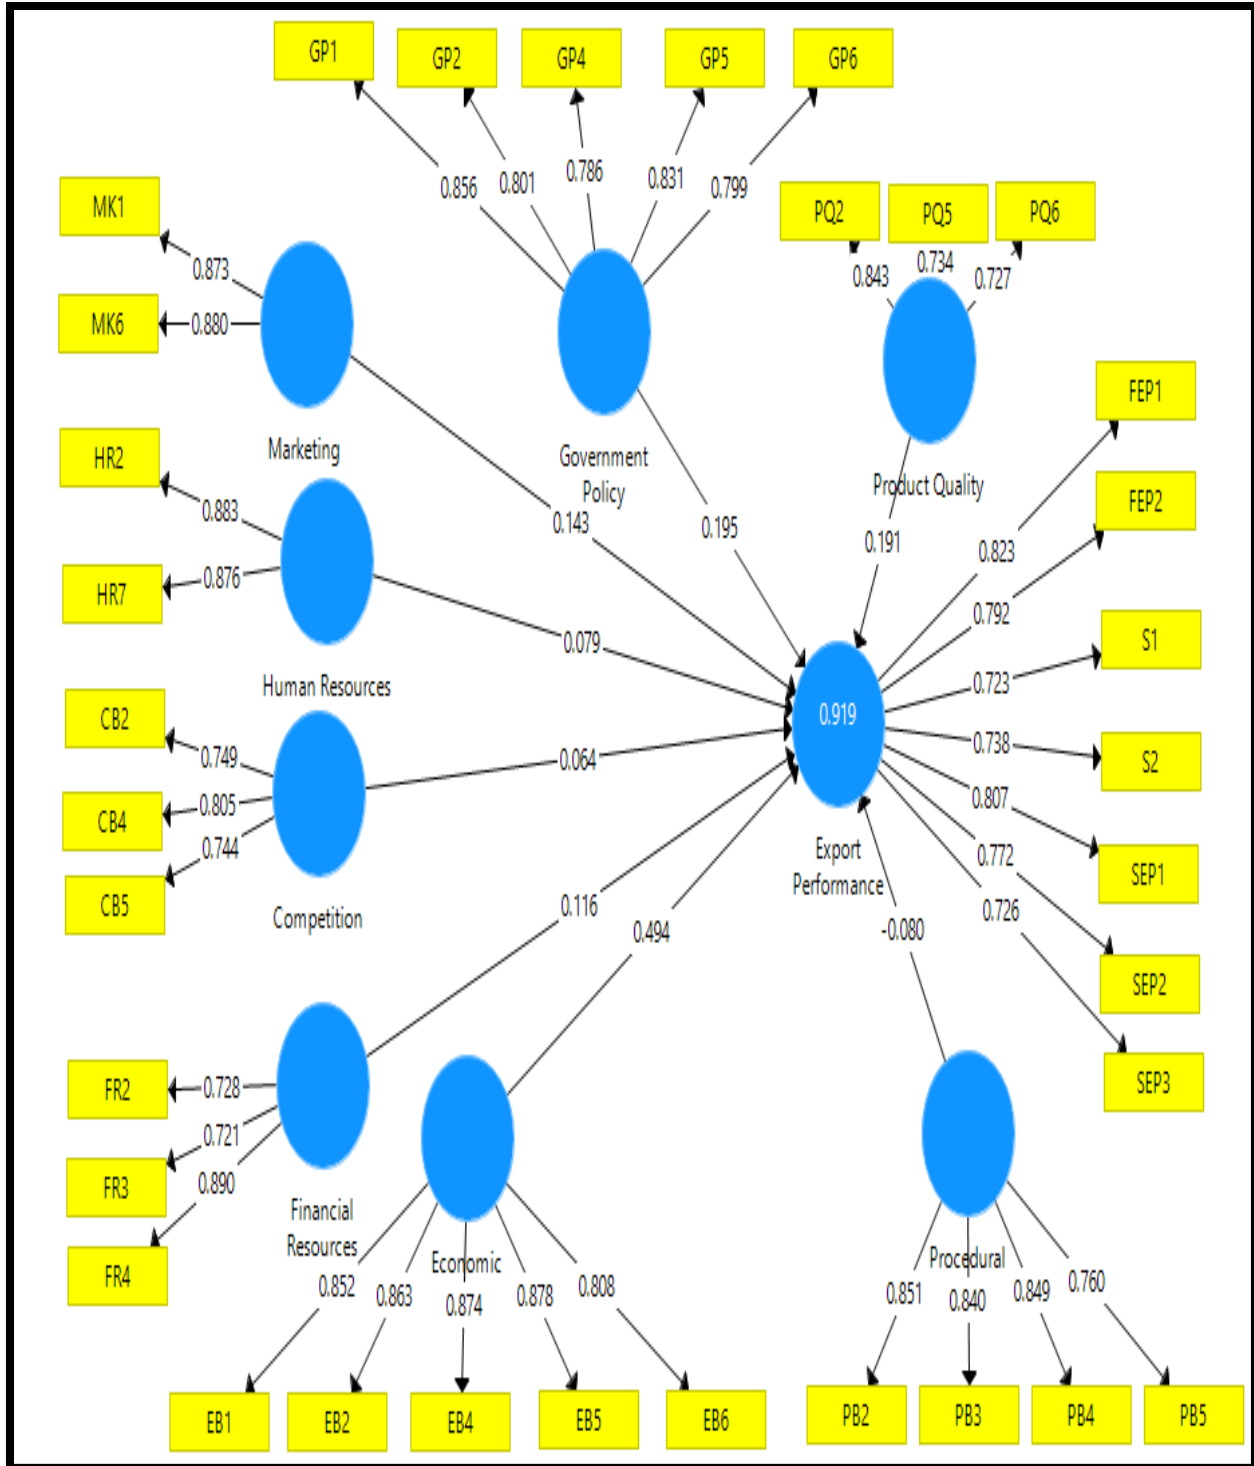 GP1
GP2
GP4
GP5
GP6
0.856
0.801
0.786
0.831
0.799
PQ2
PQ5
PQ6
0.843
0.734
0.727
MK1
0.873
MK6
0.880
Marketing
Government
Policy
Product Quality
HR2
0.883
HR7
0.876
Human Resources
0.143
0.195
0.191
0.079
FEP1
FEP2
S1
S2
SEP1
SEP2
SEP3
0.823
0.792
0.723
0.738
0.807
0.772
0.726
0.919
Export
Performance
CB2
0.749
CB4
0.805
0.744
CB5
Competition
0.064
0.116
0.494
-0.080
FR2
0.728
0.721
FR3
0.890
FR4
Financial
Resources
Economic
0.852
0.863
0.874
0.878
0.808
EB1
EB2
EB4
EB5
EB6
Procedural
0.851
0.840
0.849
0.760
PB2
PB3
PB4
PB5